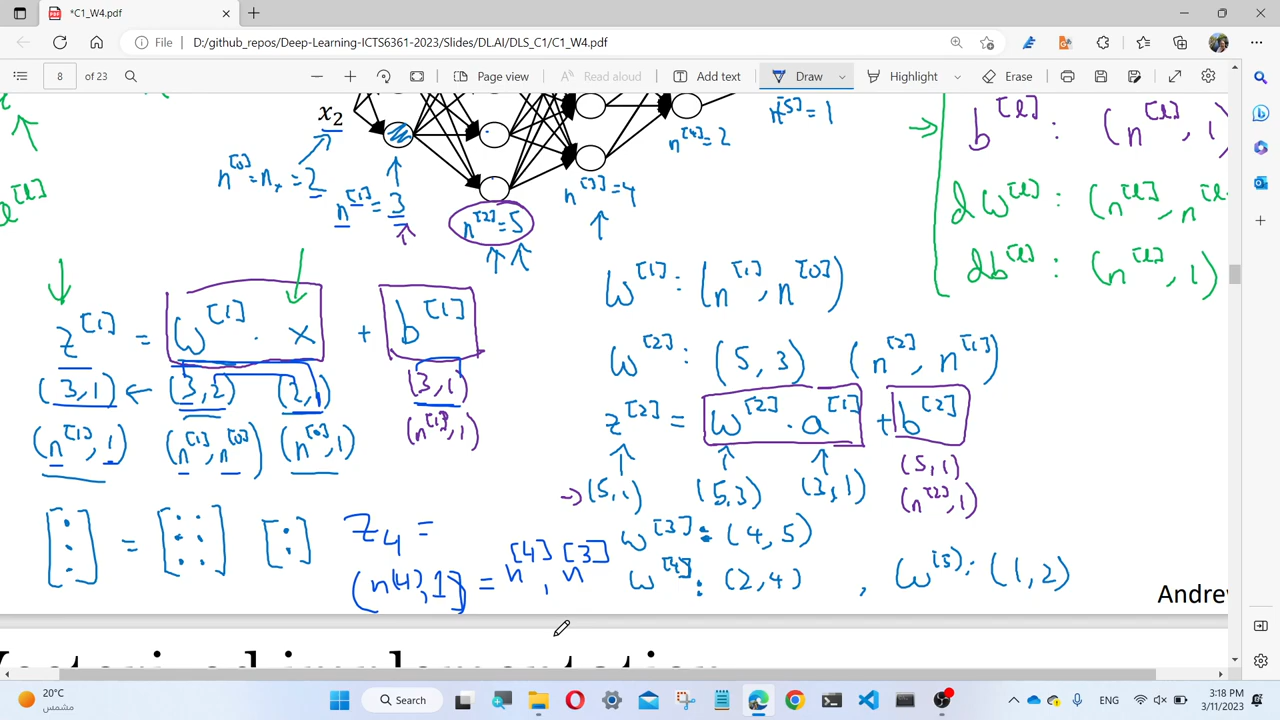 *C1_W4.pdf
File
D:/github_repos/Deep-Learning-ICTS6361-2023/Slides/DL.AI/DLS_C1/C1_W4.pdf
8 of 23
Page view
Read aloud
Add text
Draw
Highlight
Erase
x₂
n^[0] = nₓ = 2
n^[1] = 3
n^[2] = 5
n^[3] = 4
n^[4] = 2
n^[5] = 1
b^[l] : (n^[l], 1)
dw^[l] : (n^[l], n^[l-
db^[l] : (n^[l], 1)
z^[1] = w^[1] · x + b^[1]
(3,1) ← (3,2) (2,1) (3,1)
(n^[1], 1) (n^[1], n^[0]) (n^[0], 1) (n^[1], 1)
w^[1] : (n^[1], n^[0])
w^[2] : (5,3) (n^[2], n^[1])
z^[2] = w^[2] · a^[1] + b^[2]
→ (5,1) (5,3) (3,1) (5,1)
(n^[2], 1)
w^[3] : (4,5)
w^[4] : (2,4) , w^[5] : (1,2)
=
Z₄ =
(n[4], 1] = n^[4], n^[3]
Andrew
Vectorized implementation
20°C
مشمس
Search
ENG
3:18 PM
3/11/2023